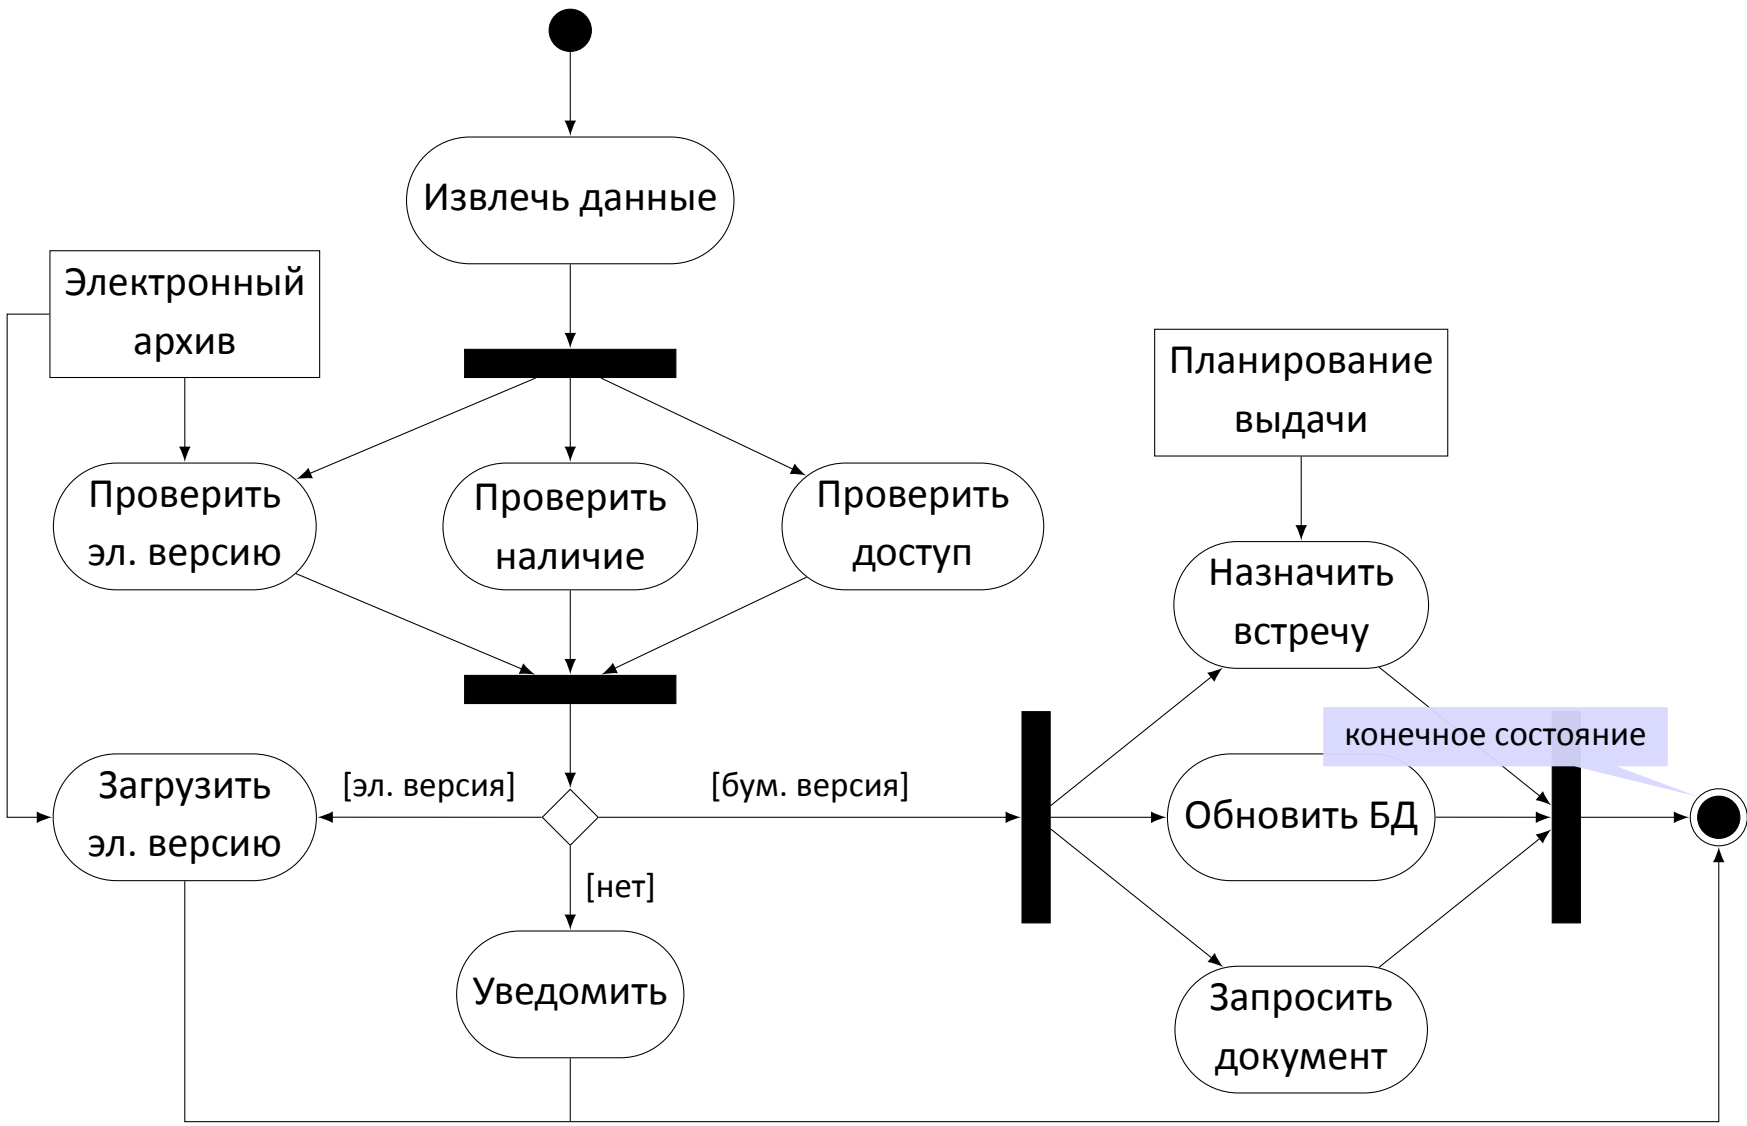 Извлечь данные
Электронный
архив
Планирование
выдачи
Проверить
эл. версию
Проверить
наличие
Проверить
доступ
Назначить
встречу
конечное состояние
Загрузить
эл. версию
[эл. версия]
[бум. версия]
Обновить БД
[нет]
Уведомить
Запросить
документ